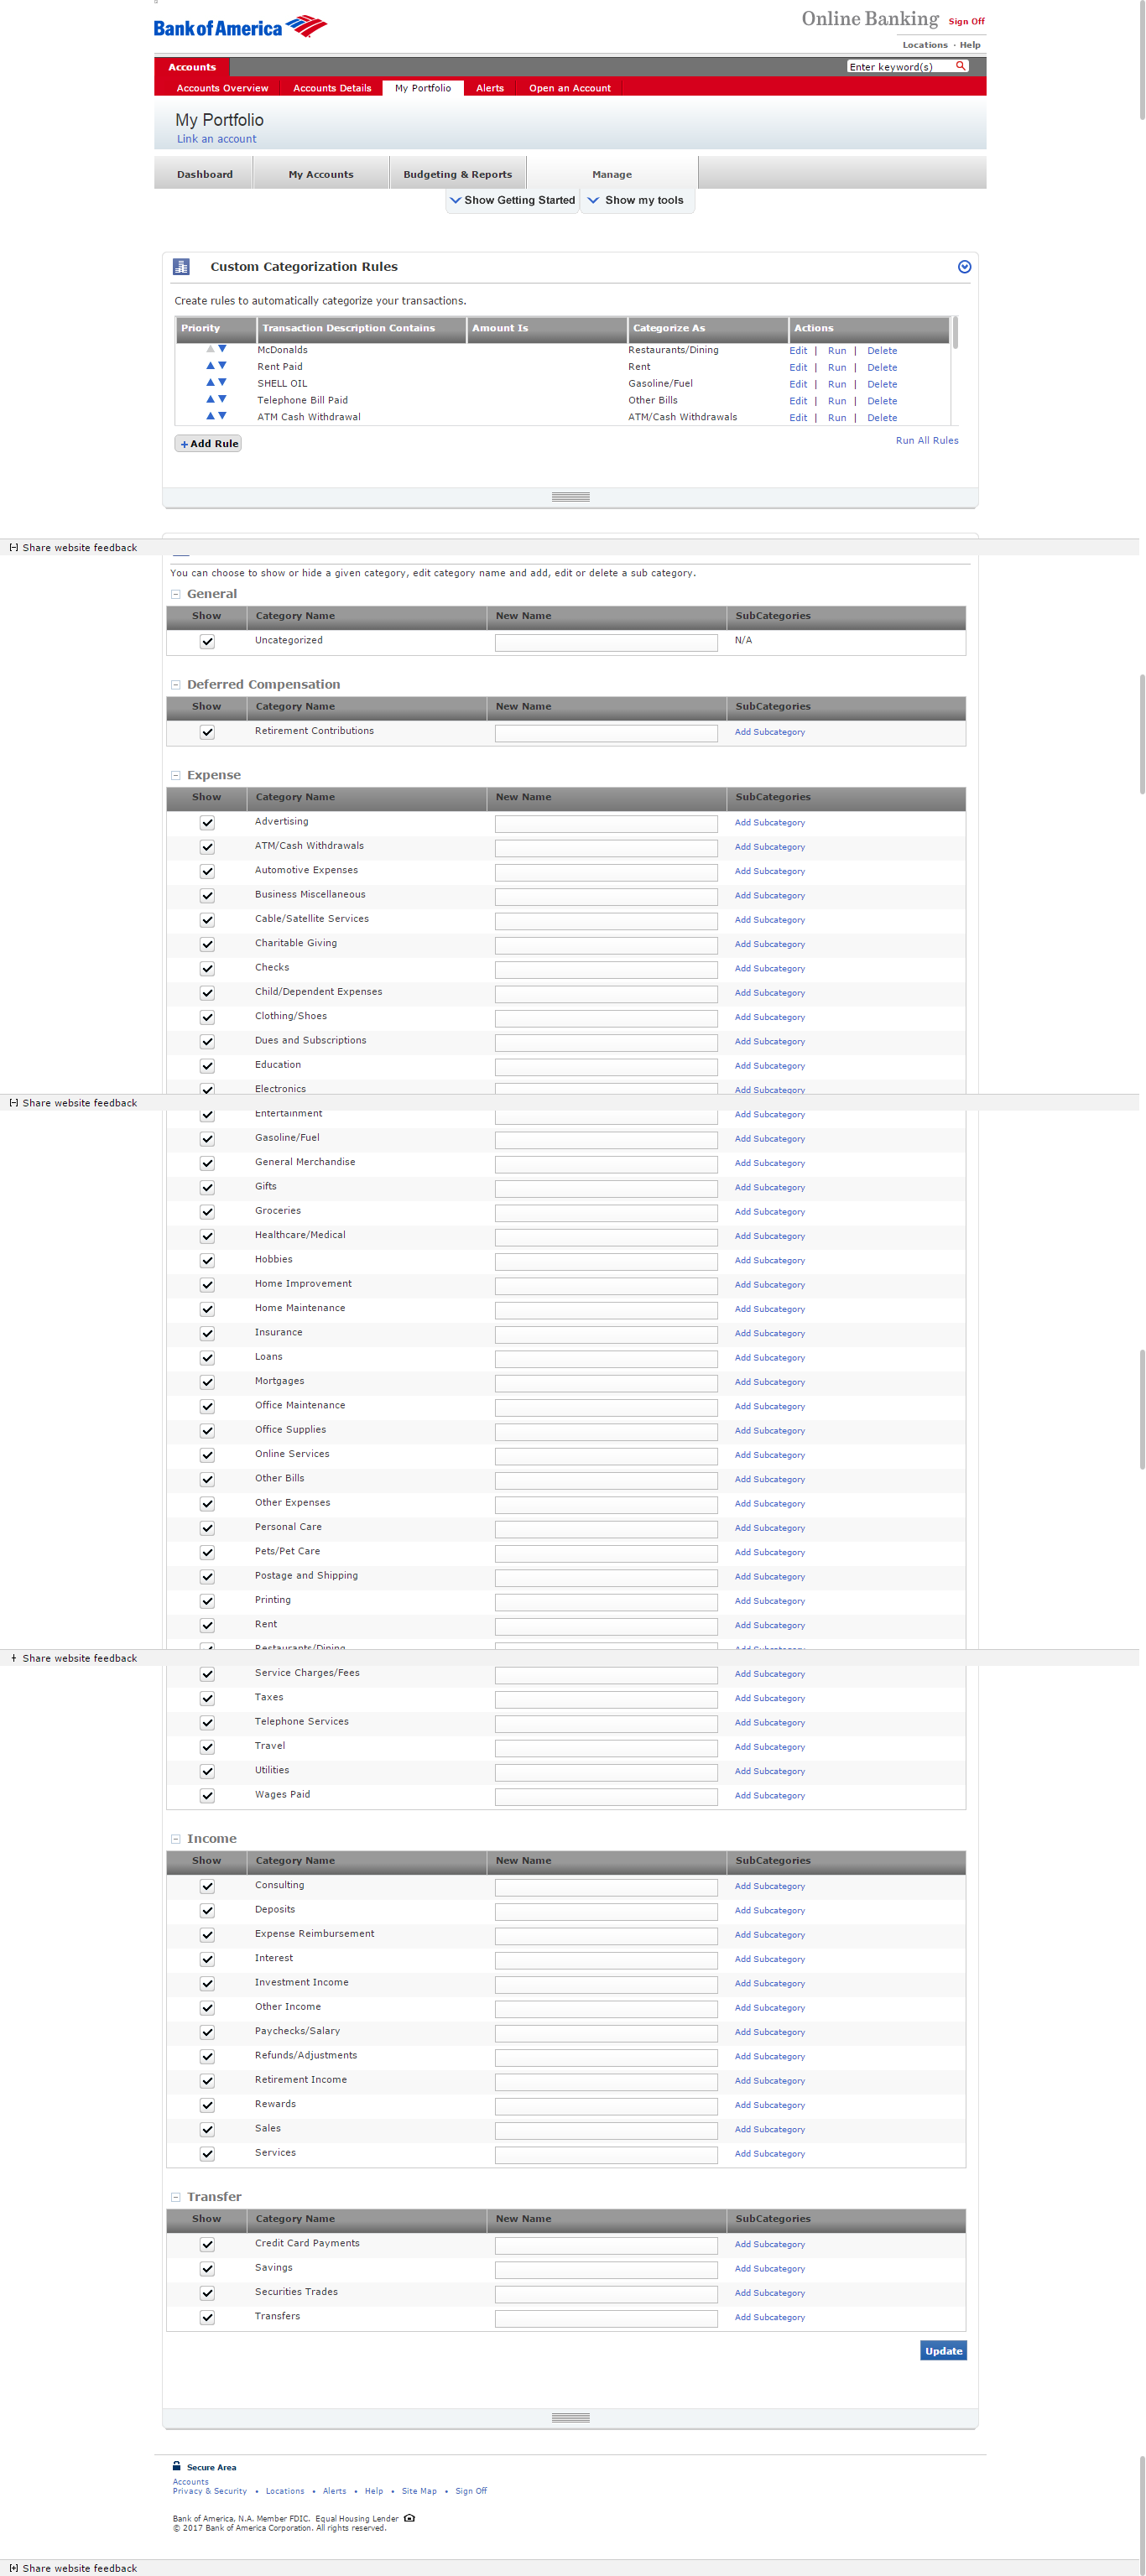 Bank of America
Online Banking Sign Off
Locations · Help
Accounts
Enter keyword(s)
Accounts Overview Accounts Details My Portfolio Alerts Open an Account
My Portfolio
Link an account
Dashboard My Accounts Budgeting & Reports Manage
Show Getting Started Show my tools
Custom Categorization Rules
Create rules to automatically categorize your transactions.
Priority Transaction Description Contains Amount Is Categorize As Actions
McDonalds Restaurants/Dining Edit | Run | Delete
Rent Paid Rent Edit | Run | Delete
SHELL OIL Gasoline/Fuel Edit | Run | Delete
Telephone Bill Paid Other Bills Edit | Run | Delete
ATM Cash Withdrawal ATM/Cash Withdrawals Edit | Run | Delete
+ Add Rule Run All Rules
[-] Share website feedback
You can choose to show or hide a given category, edit category name and add, edit or delete a sub category.
General
Show Category Name New Name SubCategories
Uncategorized N/A
Deferred Compensation
Show Category Name New Name SubCategories
Retirement Contributions Add Subcategory
Expense
Show Category Name New Name SubCategories
Advertising Add Subcategory
ATM/Cash Withdrawals Add Subcategory
Automotive Expenses Add Subcategory
Business Miscellaneous Add Subcategory
Cable/Satellite Services Add Subcategory
Charitable Giving Add Subcategory
Checks Add Subcategory
Child/Dependent Expenses Add Subcategory
Clothing/Shoes Add Subcategory
Dues and Subscriptions Add Subcategory
Education Add Subcategory
Electronics Add Subcategory
[-] Share website feedback
Entertainment Add Subcategory
Gasoline/Fuel Add Subcategory
General Merchandise Add Subcategory
Gifts Add Subcategory
Groceries Add Subcategory
Healthcare/Medical Add Subcategory
Hobbies Add Subcategory
Home Improvement Add Subcategory
Home Maintenance Add Subcategory
Insurance Add Subcategory
Loans Add Subcategory
Mortgages Add Subcategory
Office Maintenance Add Subcategory
Office Supplies Add Subcategory
Online Services Add Subcategory
Other Bills Add Subcategory
Other Expenses Add Subcategory
Personal Care Add Subcategory
Pets/Pet Care Add Subcategory
Postage and Shipping Add Subcategory
Printing Add Subcategory
Rent Add Subcategory
Restaurants/Dining Add Subcategory
Share website feedback
Service Charges/Fees Add Subcategory
Taxes Add Subcategory
Telephone Services Add Subcategory
Travel Add Subcategory
Utilities Add Subcategory
Wages Paid Add Subcategory
Income
Show Category Name New Name SubCategories
Consulting Add Subcategory
Deposits Add Subcategory
Expense Reimbursement Add Subcategory
Interest Add Subcategory
Investment Income Add Subcategory
Other Income Add Subcategory
Paychecks/Salary Add Subcategory
Refunds/Adjustments Add Subcategory
Retirement Income Add Subcategory
Rewards Add Subcategory
Sales Add Subcategory
Services Add Subcategory
Transfer
Show Category Name New Name SubCategories
Credit Card Payments Add Subcategory
Savings Add Subcategory
Securities Trades Add Subcategory
Transfers Add Subcategory
Update
Secure Area
Accounts
Privacy & Security • Locations • Alerts • Help • Site Map • Sign Off
Bank of America, N.A. Member FDIC. Equal Housing Lender
© 2017 Bank of America Corporation. All rights reserved.
[+] Share website feedback